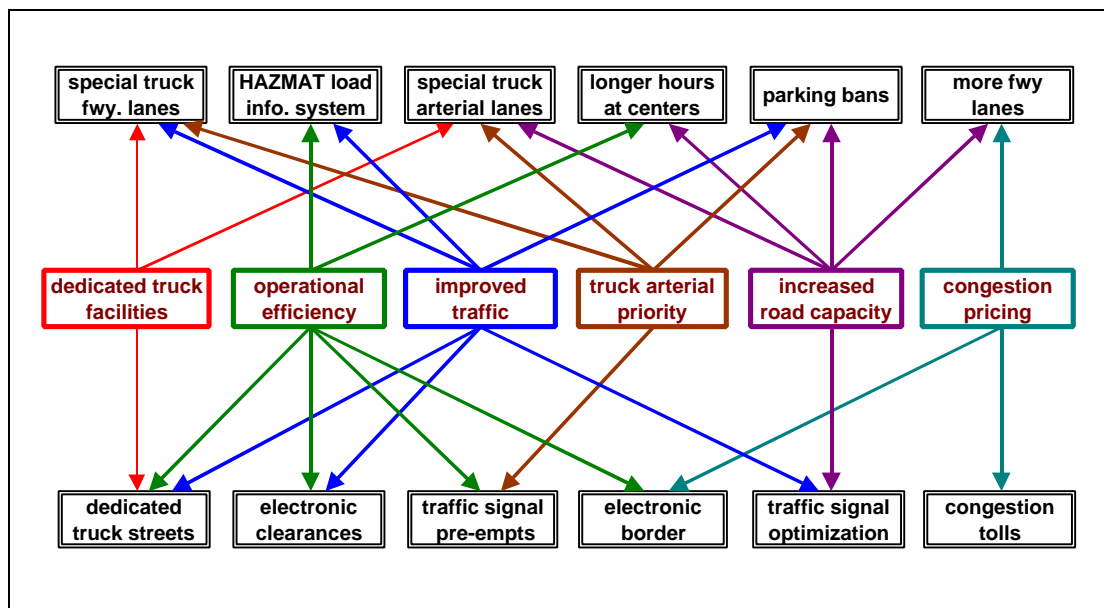 special truck
fwy. lanes
HAZMAT load
info. system
special truck
arterial lanes
longer hours
at centers
parking bans
more fwy
lanes
dedicated truck
facilities
operational
efficiency
improved
traffic
truck arterial
priority
increased
road capacity
congestion
pricing
dedicated
truck streets
electronic
clearances
traffic signal
pre-empts
electronic
border
traffic signal
optimization
congestion
tolls